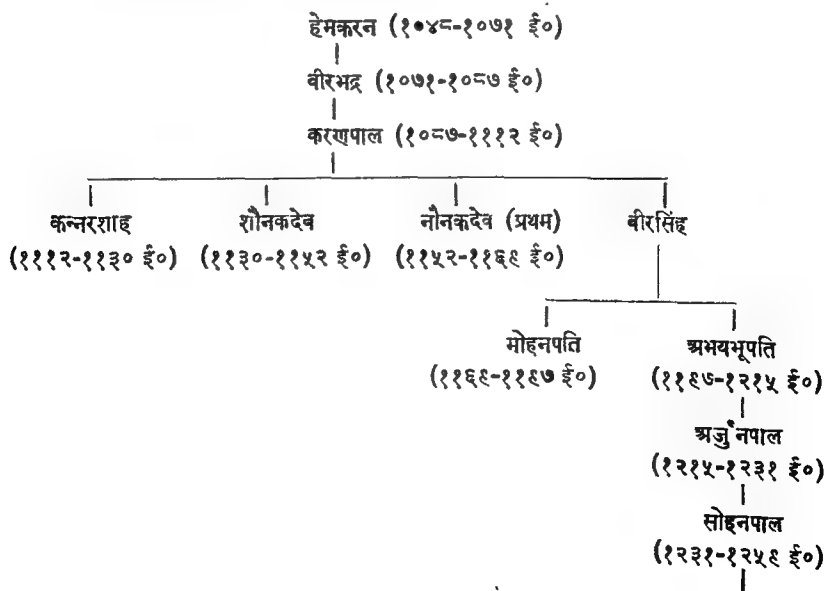 हेमकरन (१०४८-१०७१ ई०)
वीरभद्र (१०७१-१०८७ ई०)
करणपाल (१०८७-१११२ ई०)
कन्नरशाह शौनकदेव नौनकदेव (प्रथम) वीरसिंह
(१११२-११३० ई०) (११३०-११५२ ई०) (११५२-११६९ ई०)
मोहनपति अभयभूपति
(११६९-११९७ ई०) (११९७-१२१५ ई०)
अर्जुनपाल
(१२१५-१२३१ ई०)
सोहनपाल
(१२३१-१२५९ ई०)